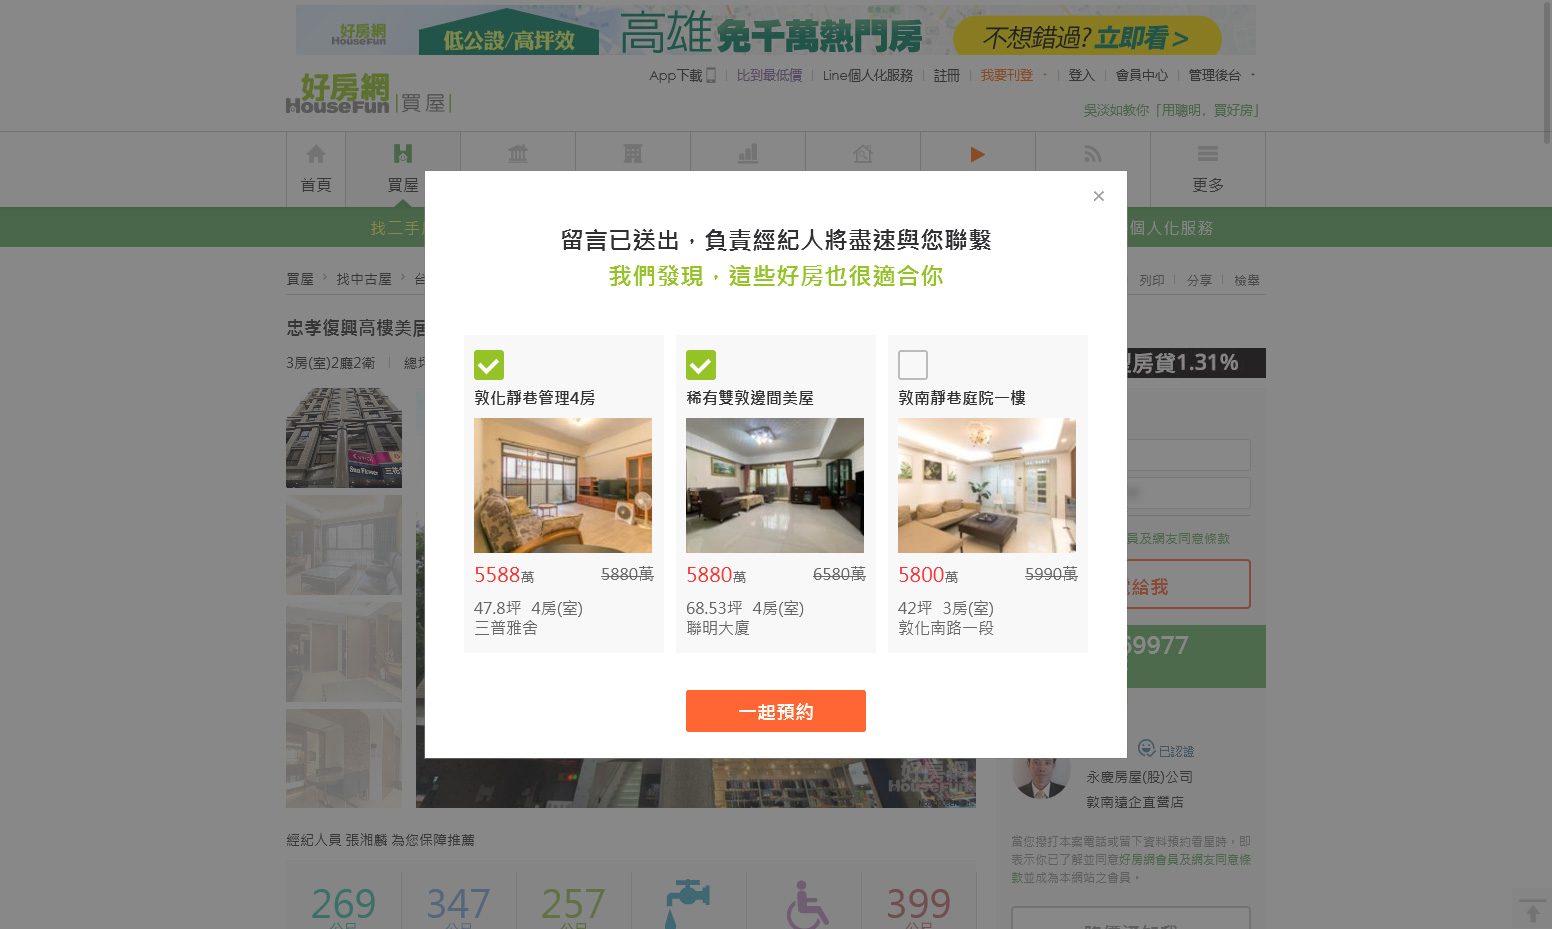 好房網
HouseFun
低公設/高坪效
高雄免千萬熱門房
不想錯過?立即看>
App下載
比到最低價
Line個人化服務
註冊
我要刊登
登入
會員中心
管理後台
好房網
HouseFun
買屋
吳淡如教你「用聰明，買好房」
首頁
買屋
更多
找二手
個人化服務
買屋 > 找中古屋 >
列印
分享
檢舉
忠孝復興高樓美居
3房(室)2廳2衛
房貸1.31%
×
留言已送出，負責經紀人將盡速與您聯繫
我們發現，這些好房也很適合你
敦化靜巷管理4房
5588萬 5880萬
47.8坪 4房(室)
三普雅舍
稀有雙敦邊間美屋
5880萬 6580萬
68.53坪 4房(室)
聯明大廈
敦南靜巷庭院一樓
5800萬 5990萬
42坪 3房(室)
敦化南路一段
一起預約
員及網友同意條款
給我
69977
好房網
HouseFun
已認證
永慶房屋(股)公司
敦南遠企直營店
當您撥打本案電話或留下資料預約看屋時，即
表示你已了解並同意好房網會員及網友同意條
款並成為本網站之會員。
經紀人員 張湘麟 為您保障推薦
269
347
257
399